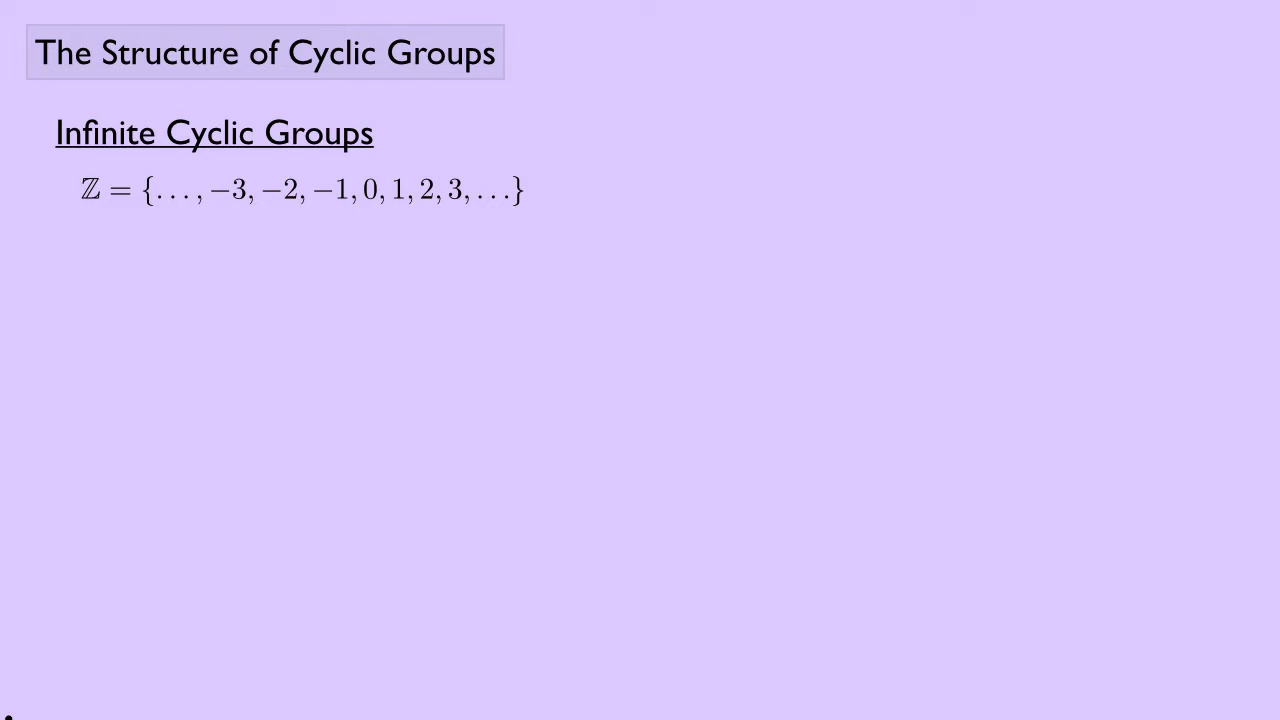 The Structure of Cyclic Groups
Infinite Cyclic Groups
ℤ = {. . . , −3, −2, −1, 0, 1, 2, 3, . . .}